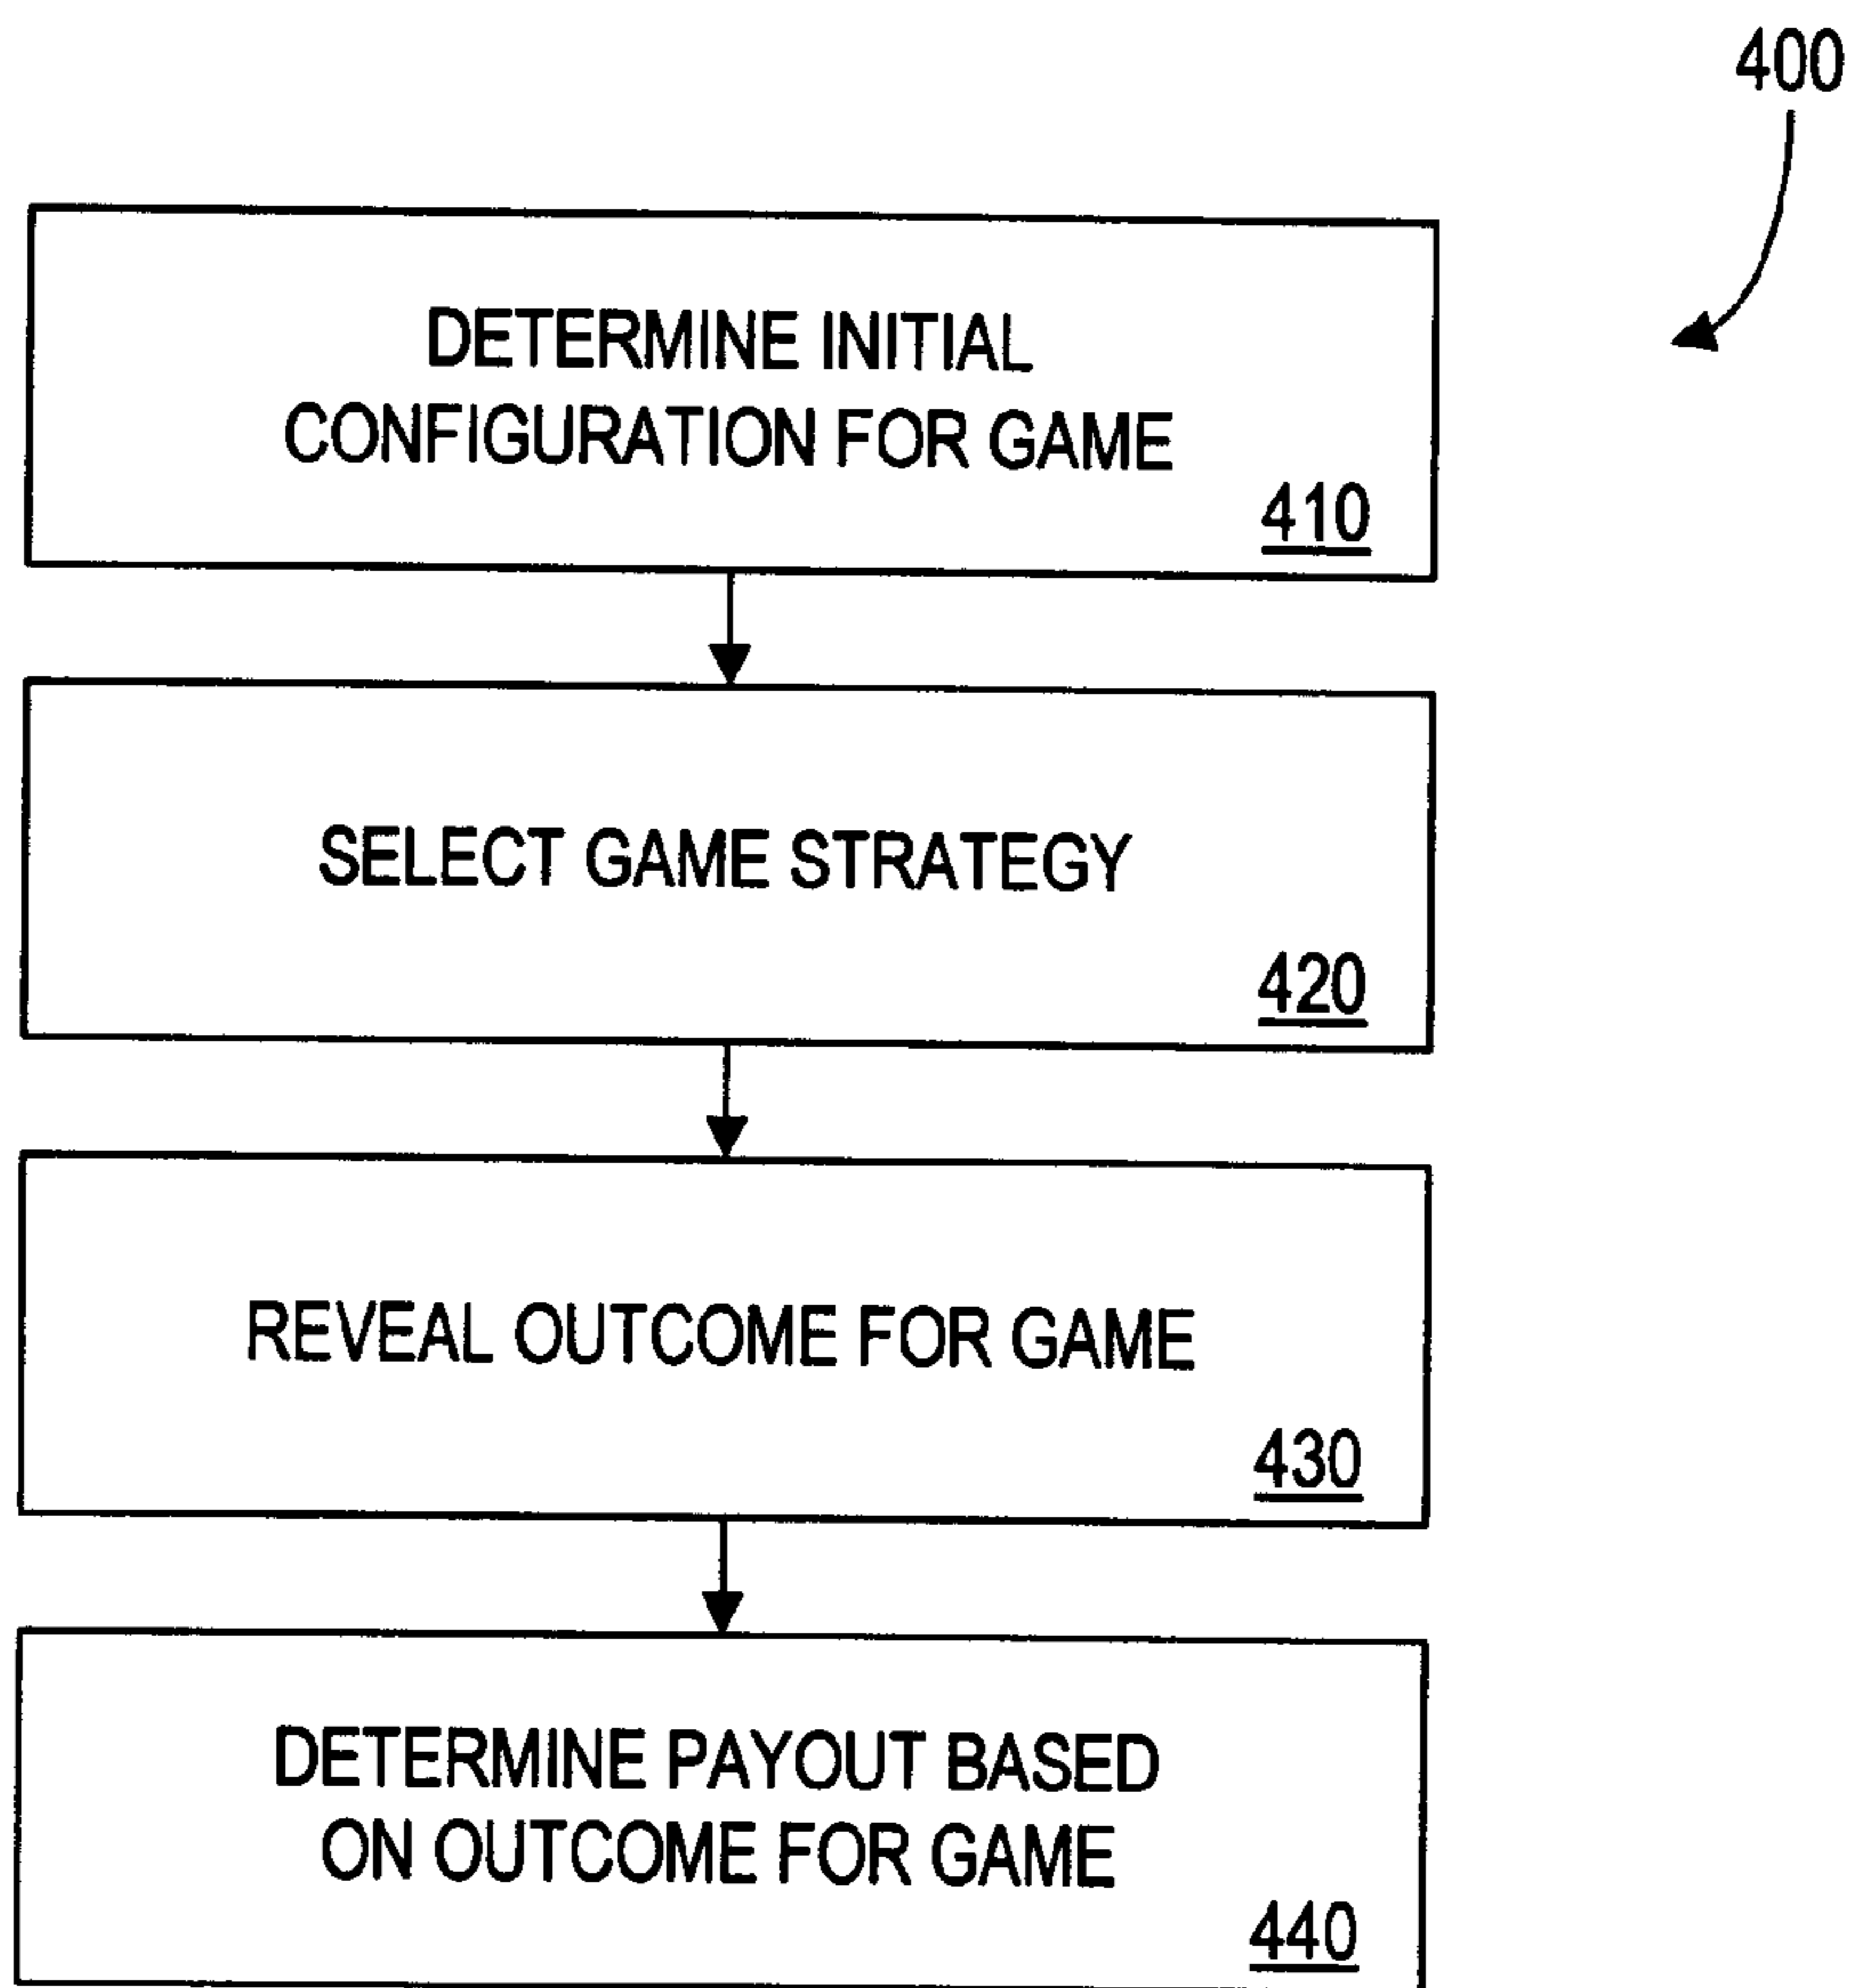 400
DETERMINE INITIAL
CONFIGURATION FOR GAME
410
SELECT GAME STRATEGY
420
REVEAL OUTCOME FOR GAME
430
DETERMINE PAYOUT BASED
ON OUTCOME FOR GAME
440